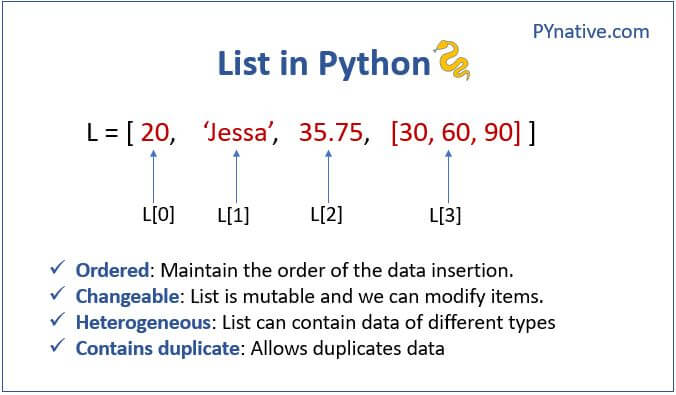 PYnative.com
List in Python
L = [ 20, ‘Jessa’, 35.75, [30, 60, 90] ]
L[0] L[1] L[2] L[3]
✓ Ordered: Maintain the order of the data insertion.
✓ Changeable: List is mutable and we can modify items.
✓ Heterogeneous: List can contain data of different types
✓ Contains duplicate: Allows duplicates data